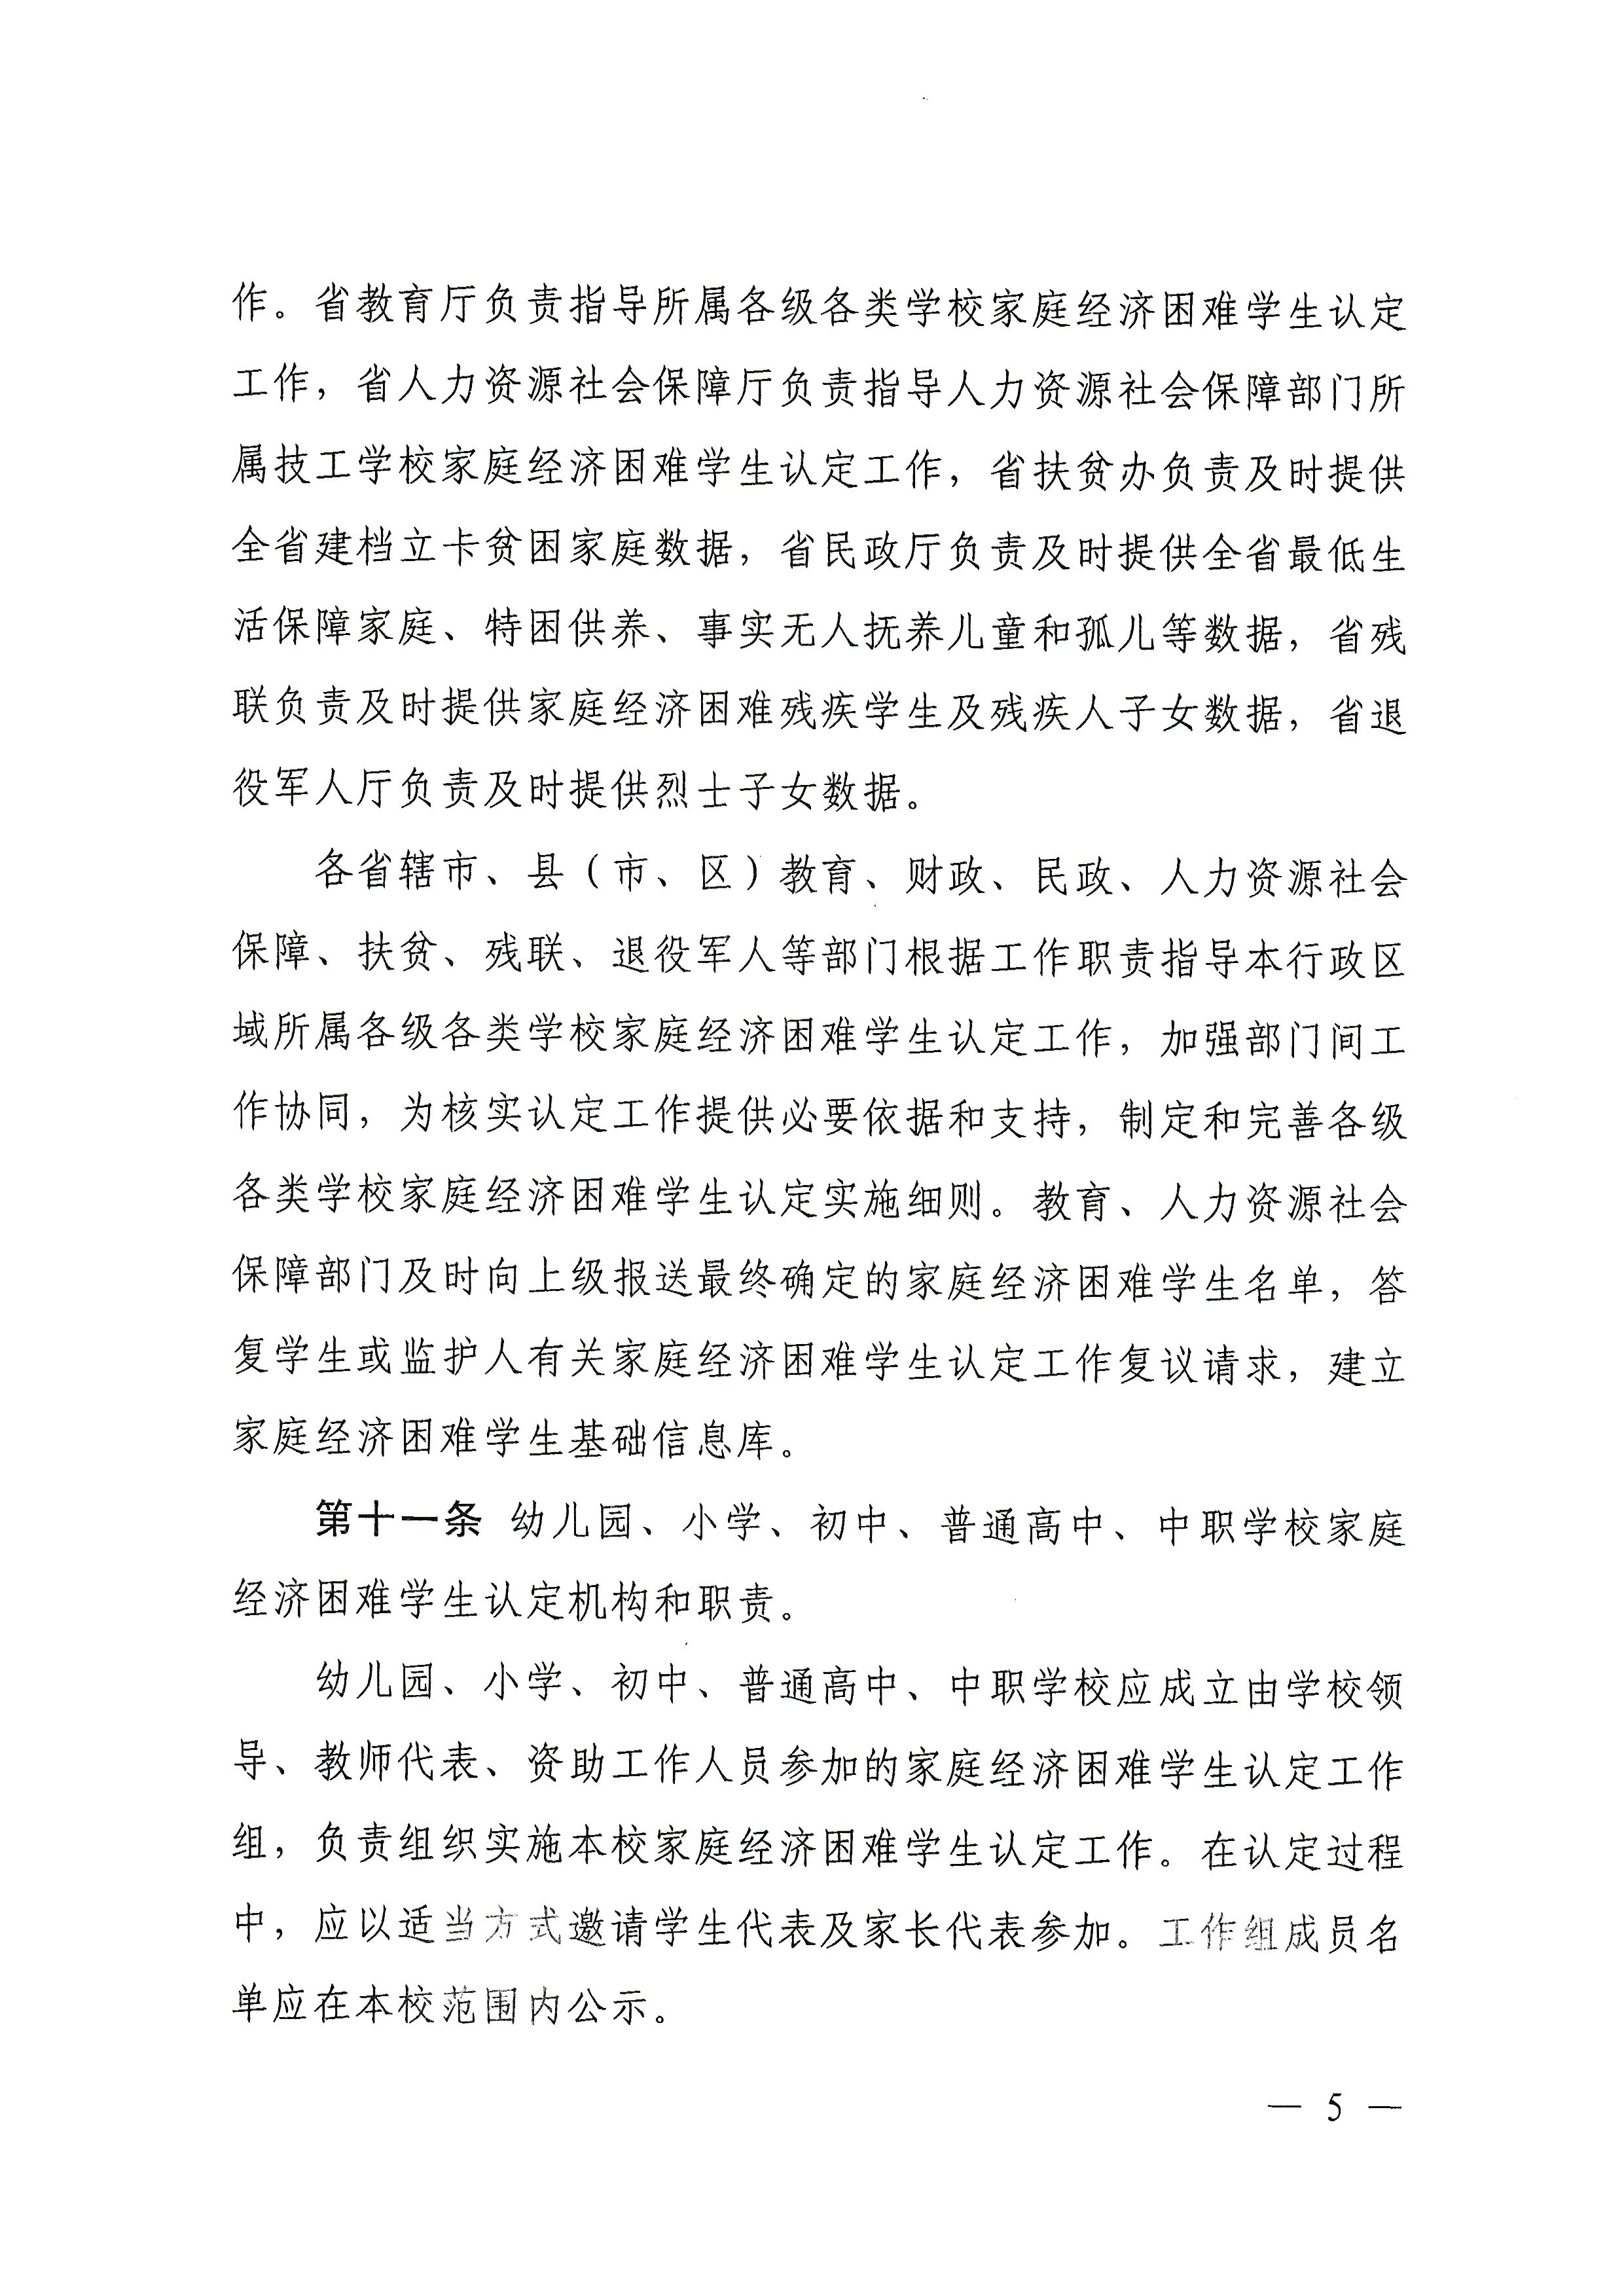 作。省教育厅负责指导所属各级各类学校家庭经济困难学生认定
工作，省人力资源社会保障厅负责指导人力资源社会保障部门所
属技工学校家庭经济困难学生认定工作，省扶贫办负责及时提供
全省建档立卡贫困家庭数据，省民政厅负责及时提供全省最低生
活保障家庭、特困供养、事实无人抚养儿童和孤儿等数据，省残
联负责及时提供家庭经济困难残疾学生及残疾人子女数据，省退
役军人厅负责及时提供烈士子女数据。
各省辖市、县（市、区）教育、财政、民政、人力资源社会
保障、扶贫、残联、退役军人等部门根据工作职责指导本行政区
域所属各级各类学校家庭经济困难学生认定工作，加强部门间工
作协同，为核实认定工作提供必要依据和支持，制定和完善各级
各类学校家庭经济困难学生认定实施细则。教育、人力资源社会
保障部门及时向上级报送最终确定的家庭经济困难学生名单，答
复学生或监护人有关家庭经济困难学生认定工作复议请求，建立
家庭经济困难学生基础信息库。
第十一条 幼儿园、小学、初中、普通高中、中职学校家庭
经济困难学生认定机构和职责。
幼儿园、小学、初中、普通高中、中职学校应成立由学校领
导、教师代表、资助工作人员参加的家庭经济困难学生认定工作
组，负责组织实施本校家庭经济困难学生认定工作。在认定过程
中，应以适当方式邀请学生代表及家长代表参加。工作组成员名
单应在本校范围内公示。
— 5 —